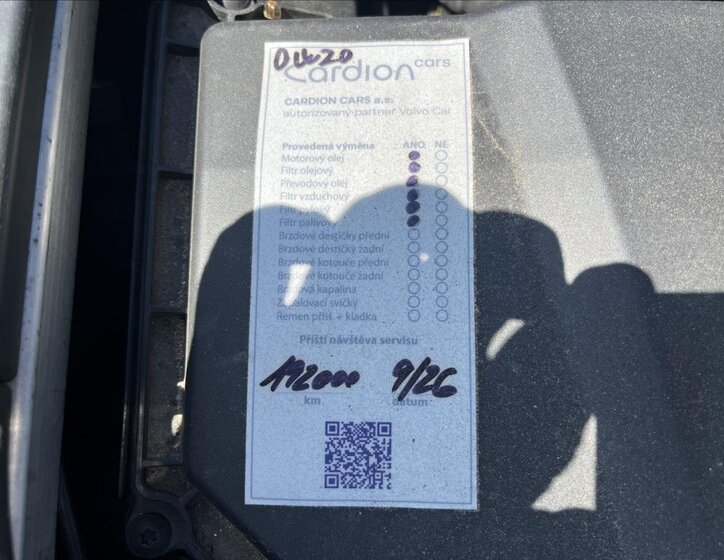 0W20
cardion cars
CARDION CARS a.s.
autorizovaný partner Volvo Car
Provedená výměna ANO NE
Motorový olej
Filtr olejový
Převodový olej
Filtr vzduchový
Filtr pylový
Filtr palivový
Brzdové destičky přední
Brzdové destičky zadní
Brzdové kotouče přední
Brzdové kotouče zadní
Brzdová kapalina
Zapalovací svíčky
Řemen přísl. + kladka
Příští návštěva servisu
192000 9/26
km datum